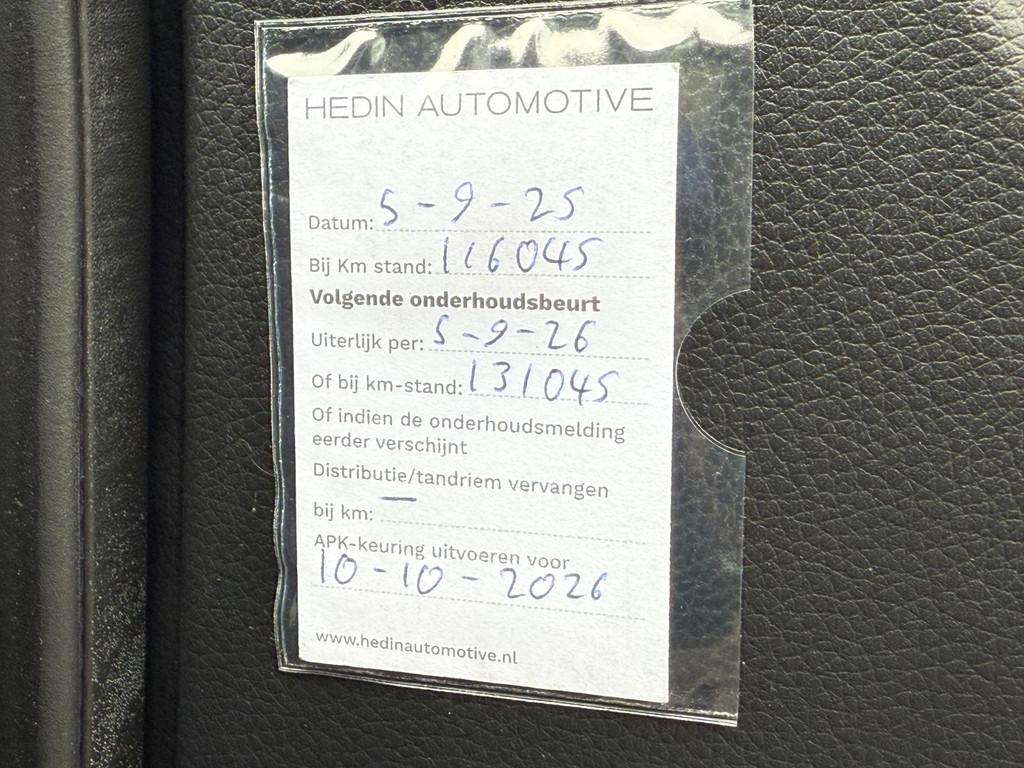 HEDIN AUTOMOTIVE
Datum: 5-9-25
Bij Km stand: 116045
Volgende onderhoudsbeurt
Uiterlijk per: 5-9-26
Of bij km-stand: 131045
Of indien de onderhoudsmelding
eerder verschijnt
Distributie/tandriem vervangen
bij km: —
APK-keuring uitvoeren voor
10-10-2026
www.hedinautomotive.nl